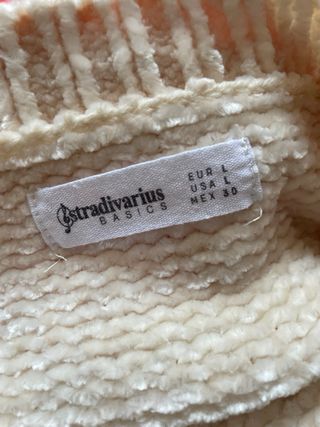 stradivarius
BASICS
EUR L
USA L
MEX 30